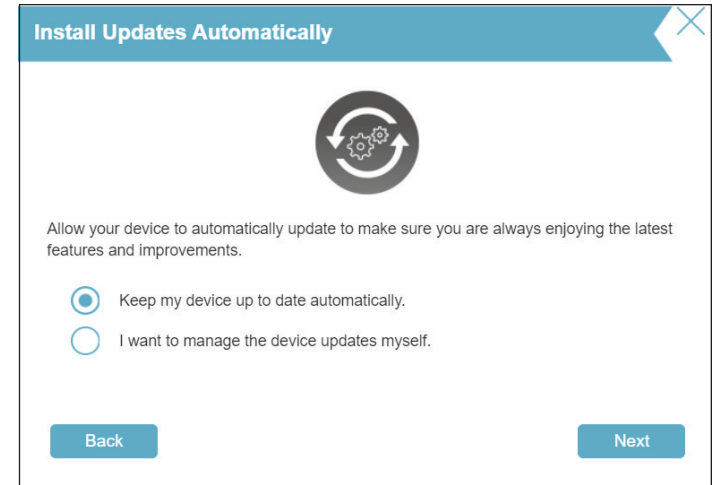 Install Updates Automatically
Allow your device to automatically update to make sure you are always enjoying the latest
features and improvements.
Keep my device up to date automatically.
I want to manage the device updates myself.
Back
Next